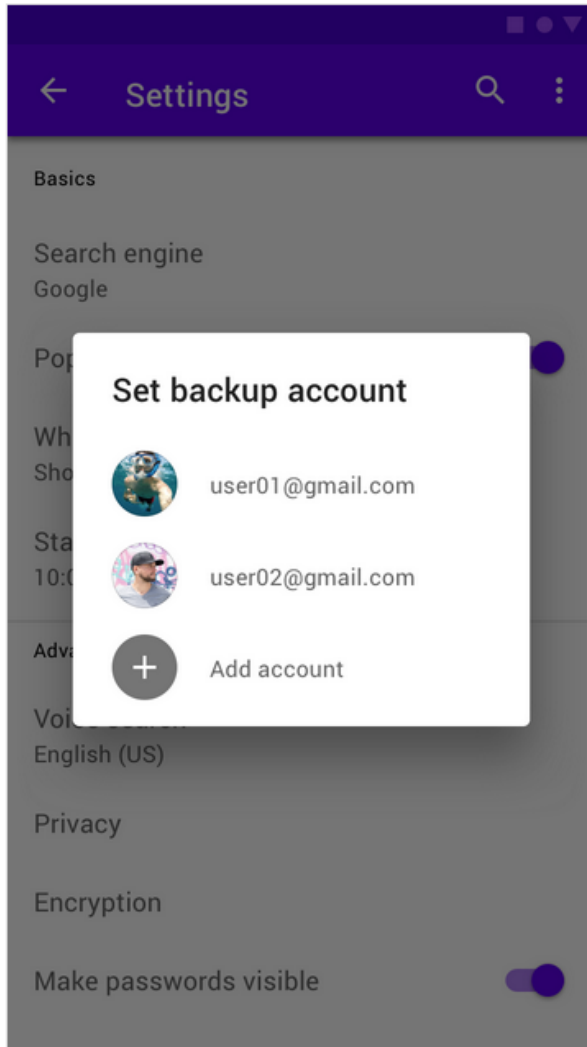 Settings
Basics
Search engine
Google
Set backup account
user01@gmail.com
user02@gmail.com
Add account
English (US)
Privacy
Encryption
Make passwords visible